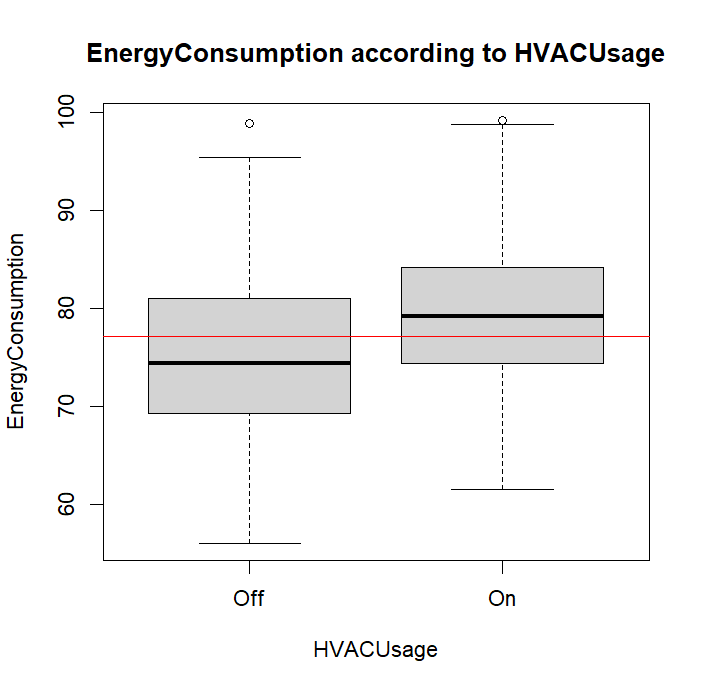 EnergyConsumption according to HVACUsage
100
90
80
70
60
EnergyConsumption
Off
On
HVACUsage